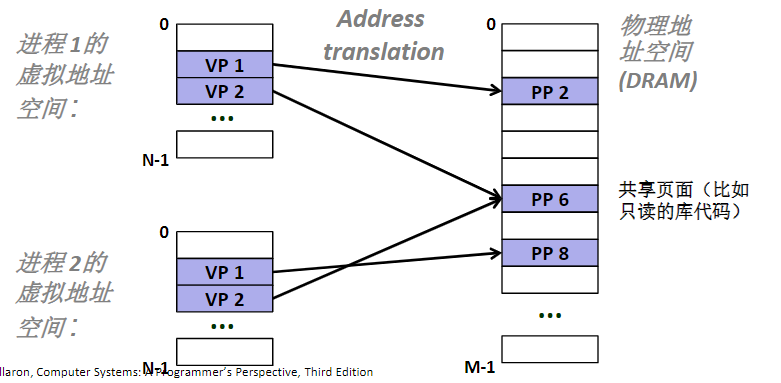 进程1的
虚拟地址
空间：
0
VP 1
VP 2
...
N-1
Address
translation
0
PP 2
PP 6
PP 8
...
M-1
物理地
址空间
(DRAM)
共享页面（比如
只读的库代码）
进程2的
虚拟地址
空间：
0
VP 1
VP 2
...
N-1
llaron, Computer Systems: A Programmer's Perspective, Third Edition